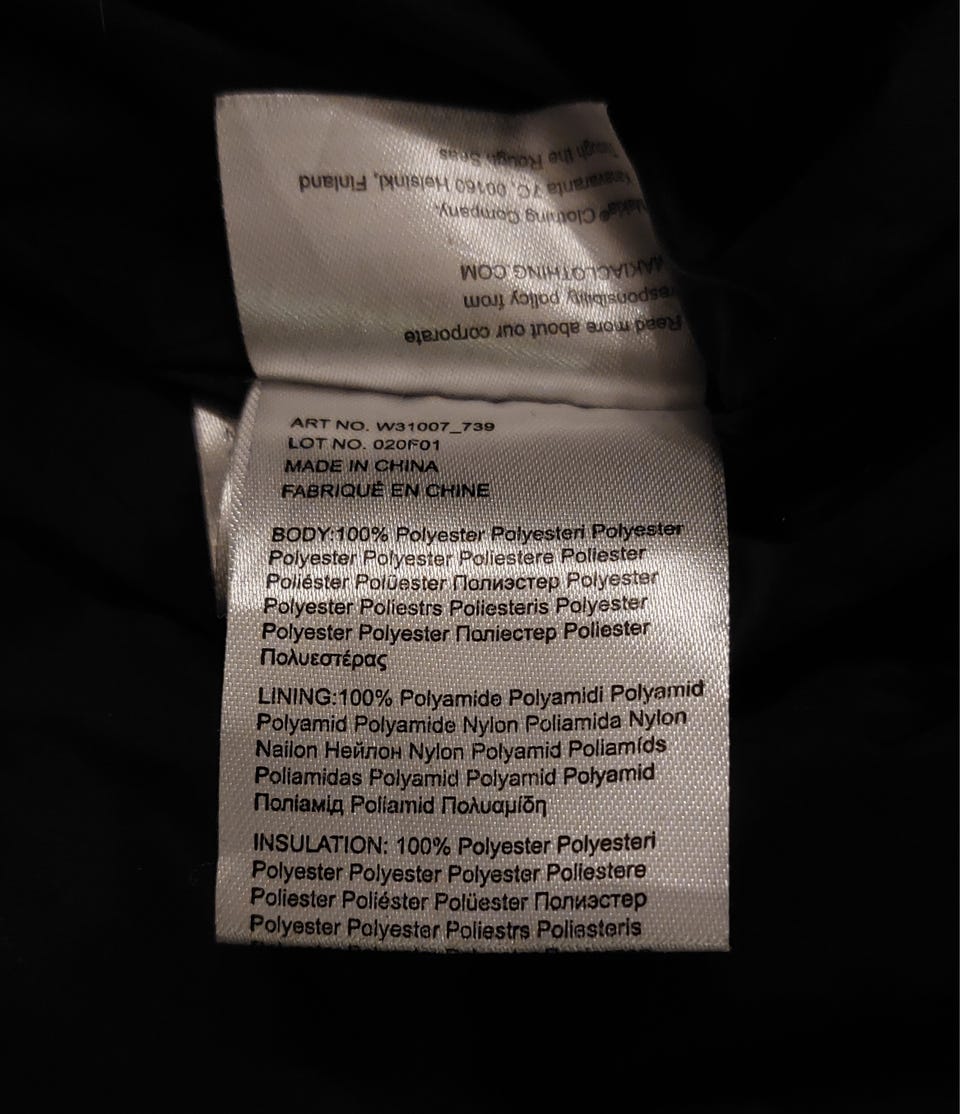 Read more about our corporate
responsibility policy from
MAKIACLOTHING.COM
Clothing Company.
7C, 00160 Helsinki, Finland
the Rough Seas
ART NO. W31007_739
LOT NO. 020F01
MADE IN CHINA
FABRIQUÉ EN CHINE
BODY:100% Polyester Polyesteri Polyester
Polyester Polyester Poliestere Poliester
Poliéster Polüester Полиэстер Polyester
Polyester Poliestrs Poliesteris Polyester
Polyester Polyester Поліестер Poliester
Πολυεστέρας
LINING:100% Polyamide Polyamidi Polyamid
Polyamid Polyamide Nylon Poliamida Nylon
Nailon Нейлон Nylon Polyamid Poliamīds
Poliamidas Polyamid Polyamid Polyamid
Поліамід Poliamid Πολυαμίδη
INSULATION: 100% Polyester Polyesteri
Polyester Polyester Polyester Poliestere
Poliester Poliéster Polüester Полиэстер
Polyester Polyester Poliestrs Poliesteris